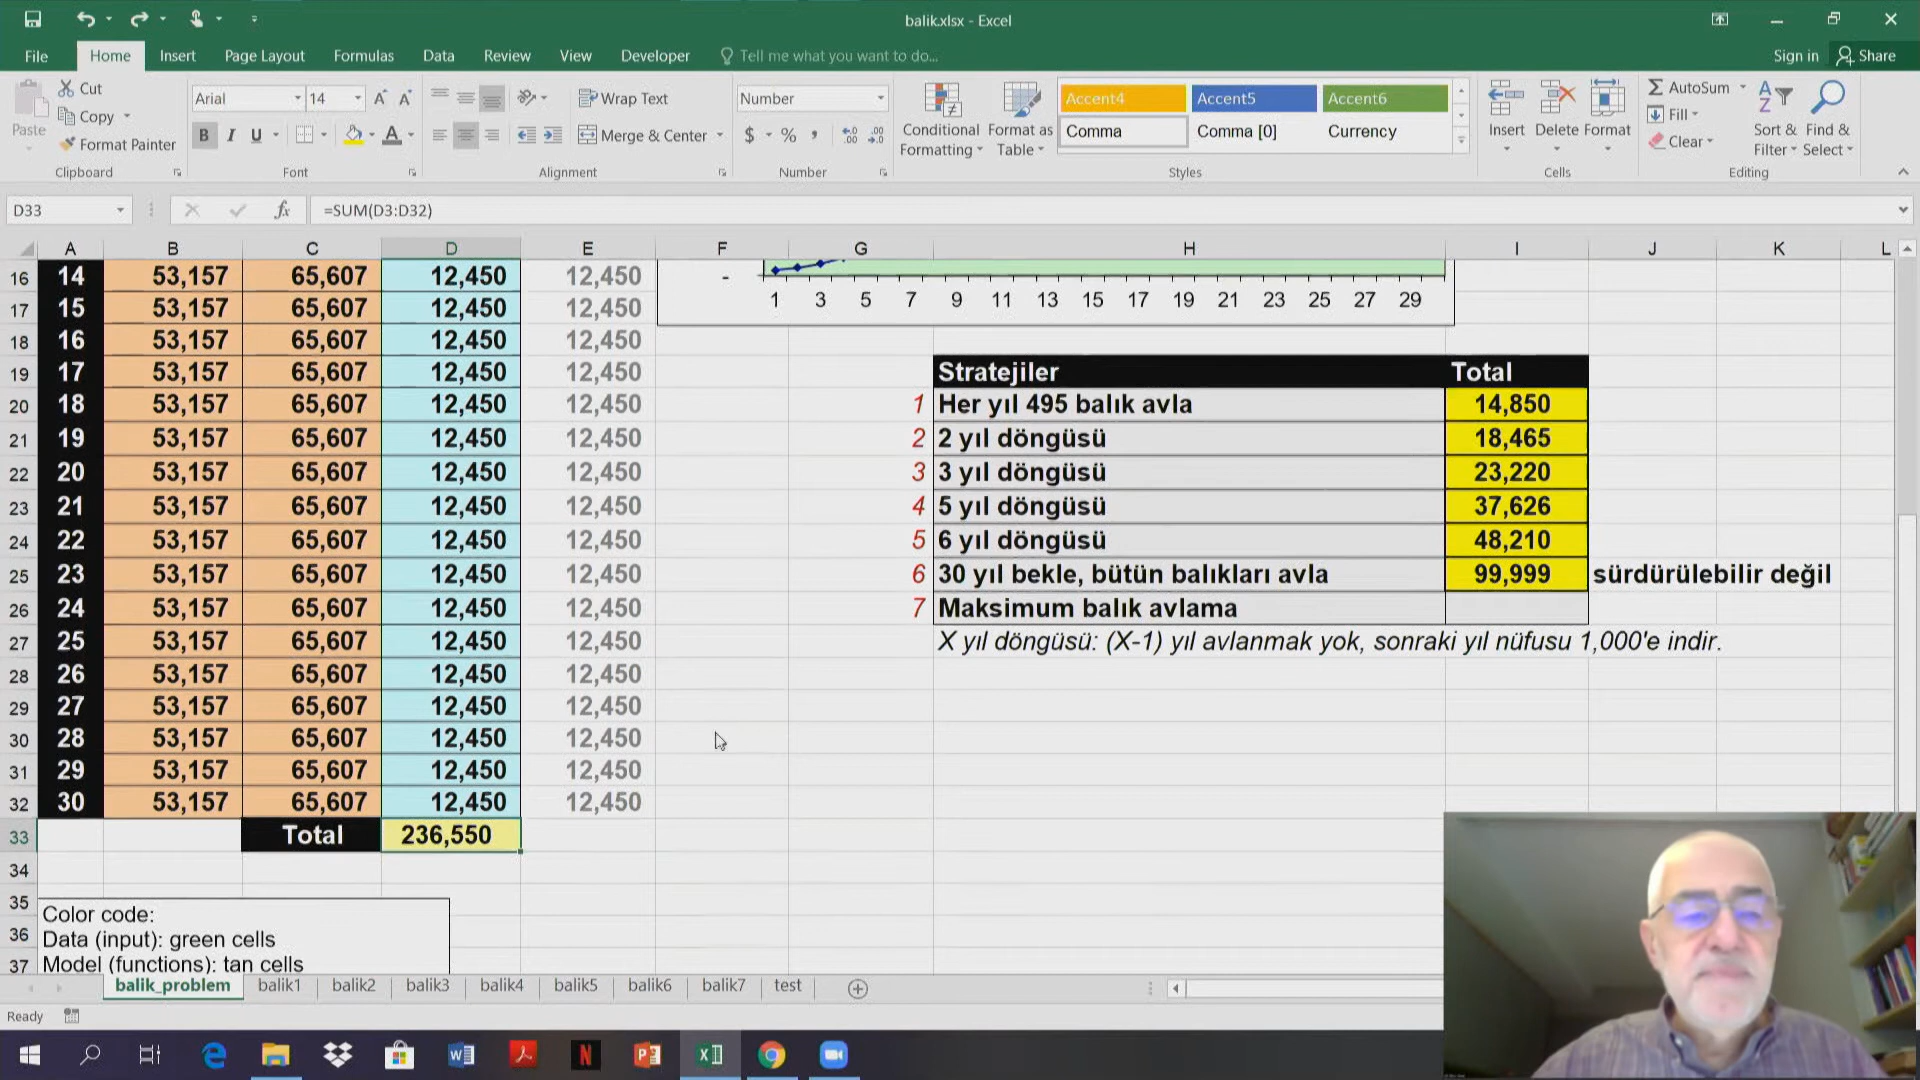 balik.xlsx - Excel
File Home Insert Page Layout Formulas Data Review View Developer Tell me what you want to do... Sign in Share
Paste
Cut
Copy
Format Painter
Clipboard
Arial 14
B I U
Font
Wrap Text
Merge & Center
Alignment
Number
$ % ,
Number
Conditional Formatting
Format as Table
Accent4 Accent5 Accent6
Comma Comma [0] Currency
Styles
Insert Delete Format
Cells
AutoSum
Fill
Clear
Sort & Filter
Find & Select
Editing
D33 fx =SUM(D3:D32)
A B C D E F G H I J K L
16 14 53,157 65,607 12,450 12,450 -
17 15 53,157 65,607 12,450 12,450 1 3 5 7 9 11 13 15 17 19 21 23 25 27 29
18 16 53,157 65,607 12,450 12,450
19 17 53,157 65,607 12,450 12,450 Stratejiler Total
20 18 53,157 65,607 12,450 12,450 1 Her yıl 495 balık avla 14,850
21 19 53,157 65,607 12,450 12,450 2 2 yıl döngüsü 18,465
22 20 53,157 65,607 12,450 12,450 3 3 yıl döngüsü 23,220
23 21 53,157 65,607 12,450 12,450 4 5 yıl döngüsü 37,626
24 22 53,157 65,607 12,450 12,450 5 6 yıl döngüsü 48,210
25 23 53,157 65,607 12,450 12,450 6 30 yıl bekle, bütün balıkları avla 99,999 sürdürülebilir değil
26 24 53,157 65,607 12,450 12,450 7 Maksimum balık avlama
27 25 53,157 65,607 12,450 12,450 X yıl döngüsü: (X-1) yıl avlanmak yok, sonraki yıl nüfusu 1,000'e indir.
28 26 53,157 65,607 12,450 12,450
29 27 53,157 65,607 12,450 12,450
30 28 53,157 65,607 12,450 12,450
31 29 53,157 65,607 12,450 12,450
32 30 53,157 65,607 12,450 12,450
33 Total 236,550
34
35 Color code:
36 Data (input): green cells
37 Model (functions): tan cells
balik_problem balik1 balik2 balik3 balik4 balik5 balik6 balik7 test
Ready